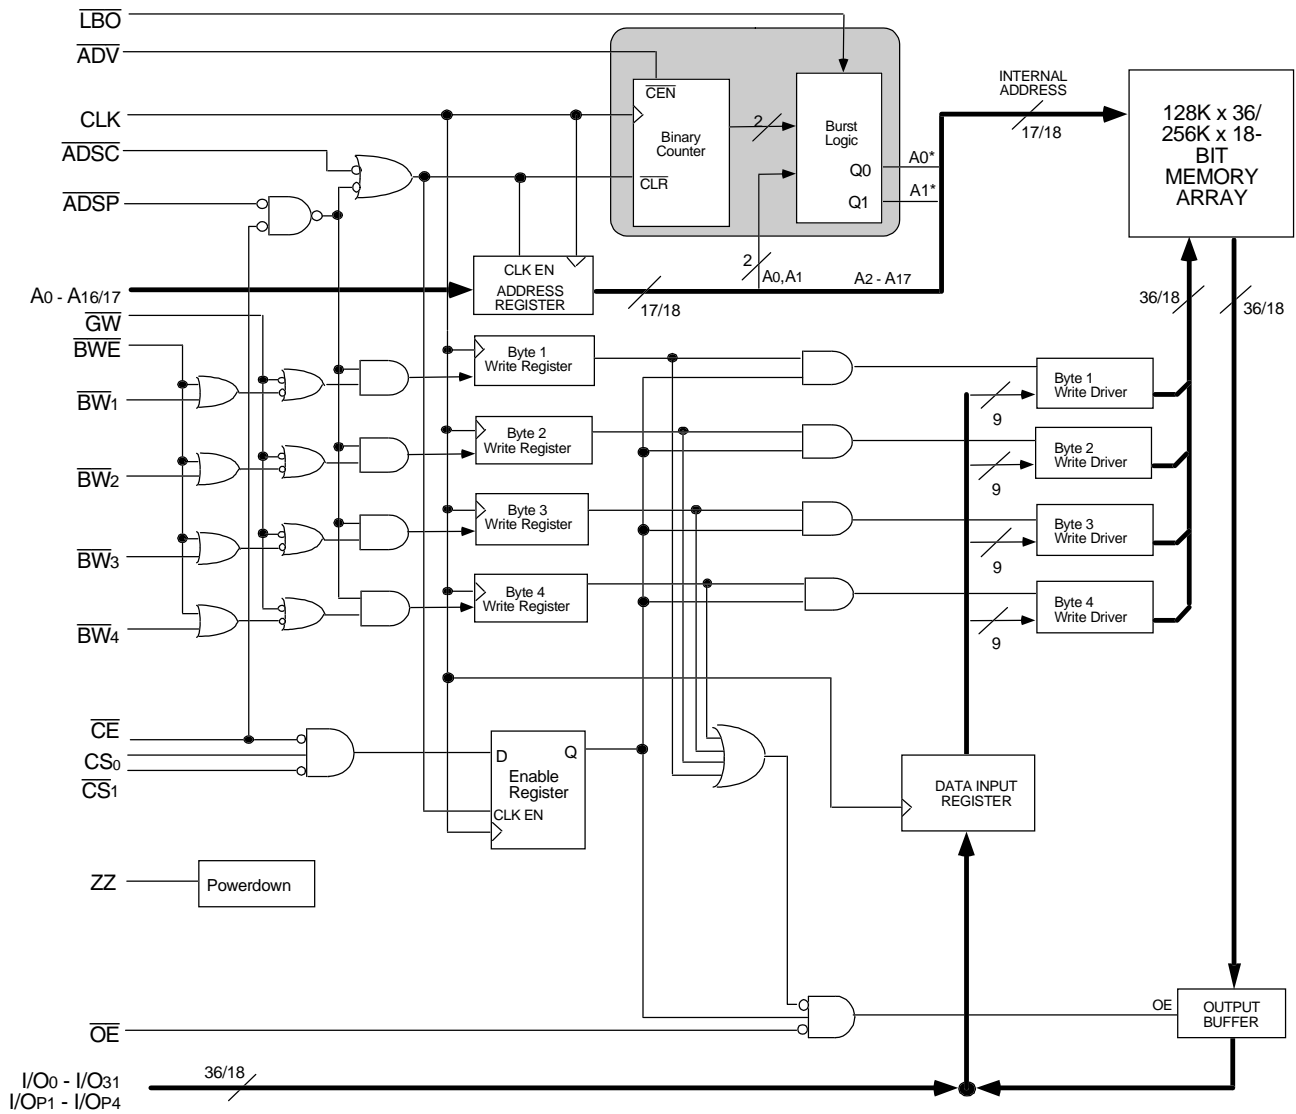 LBO
ADV
CLK
ADSC
ADSP
CEN
Binary
Counter
CLR
2
Burst
Logic
Q0
Q1
A0*
A1*
INTERNAL
ADDRESS
17/18
128K x 36/
256K x 18-
BIT
MEMORY
ARRAY
A0 - A16/17
CLK EN
ADDRESS
REGISTER
17/18
2
A0,A1
A2 - A17
36/18
36/18
GW
BWE
BW1
BW2
BW3
BW4
Byte 1
Write Register
Byte 2
Write Register
Byte 3
Write Register
Byte 4
Write Register
Byte 1
Write Driver
9
Byte 2
Write Driver
9
Byte 3
Write Driver
9
Byte 4
Write Driver
9
CE
CS0
CS1
D
Q
Enable
Register
CLK EN
DATA INPUT
REGISTER
ZZ
Powerdown
OE
OE
OUTPUT
BUFFER
I/O0 - I/O31
I/OP1 - I/OP4
36/18